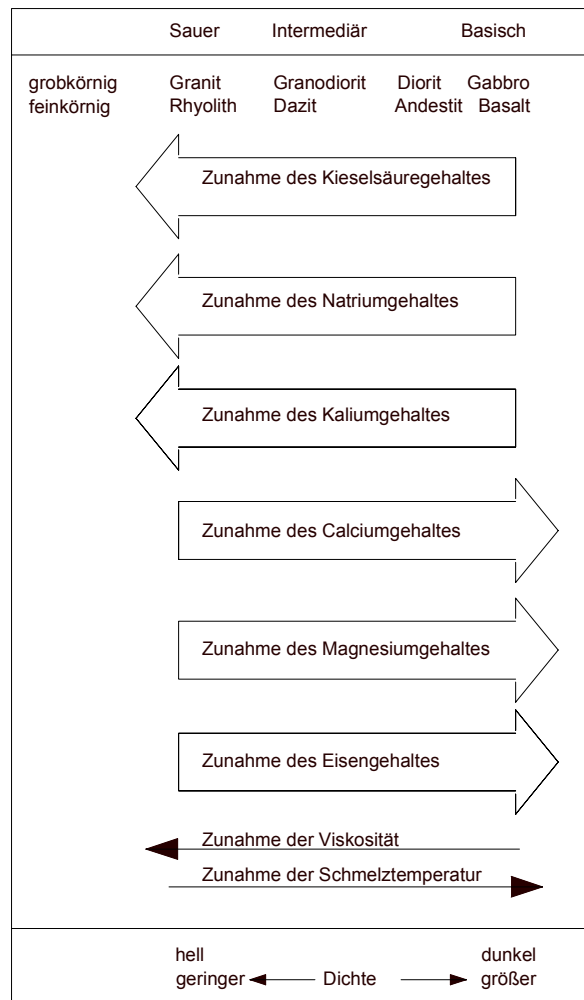 Sauer Intermediär Basisch
grobkörnig Granit Granodiorit Diorit Gabbro
feinkörnig Rhyolith Dazit Andestit Basalt
Zunahme des Kieselsäuregehaltes
Zunahme des Natriumgehaltes
Zunahme des Kaliumgehaltes
Zunahme des Calciumgehaltes
Zunahme des Magnesiumgehaltes
Zunahme des Eisengehaltes
Zunahme der Viskosität
Zunahme der Schmelztemperatur
hell dunkel
geringer Dichte größer